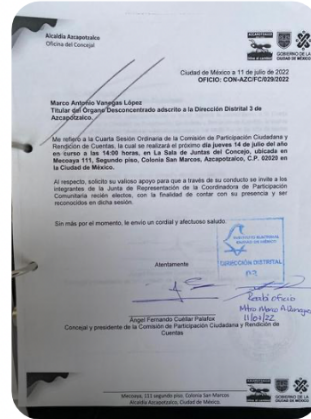 Alcaldía Azcapotzalco
Oficina del Concejal
GOBIERNO DE LA
CIUDAD DE MÉXICO
Ciudad de México a 11 de julio de 2022
OFICIO: CON-AZC/FC/029/2022
Marco Antonio Vanegas López
Titular del Órgano Desconcentrado adscrito a la Dirección Distrital 3 de
Azcapotzalco.
Me refiero a la Cuarta Sesión Ordinaria de la Comisión de Participación Ciudadana y
Rendición de Cuentas, la cual se realizará el próximo día jueves 14 de julio del año
en curso a las 14:00 horas, en La Sala de Juntas del Concejo, ubicada en
Mecoaya 111, Segundo piso, Colonia San Marcos, Azcapotzalco, C.P. 02020 en
la Ciudad de México.
Al respecto, solicito su valioso apoyo para que a través de su conducto se invite a los
integrantes de la Junta de Representación de la Coordinadora de Participación
Comunitaria recién electos, con la finalidad de contar con su presencia y ser
reconocidos en dicha sesión.
Sin más por el momento, le envío un cordial y afectuoso saludo.
DIRECCIÓN DISTRITAL
03
Atentamente
Recibí oficio
11/07/22
Ángel Fernando Cuéllar Palafox
Concejal y presidente de la Comisión de Participación Ciudadana y Rendición de
Cuentas
Mecoaya, 111 segundo piso, Colonia San Marcos
Alcaldía Azcapotzalco, Ciudad de México.